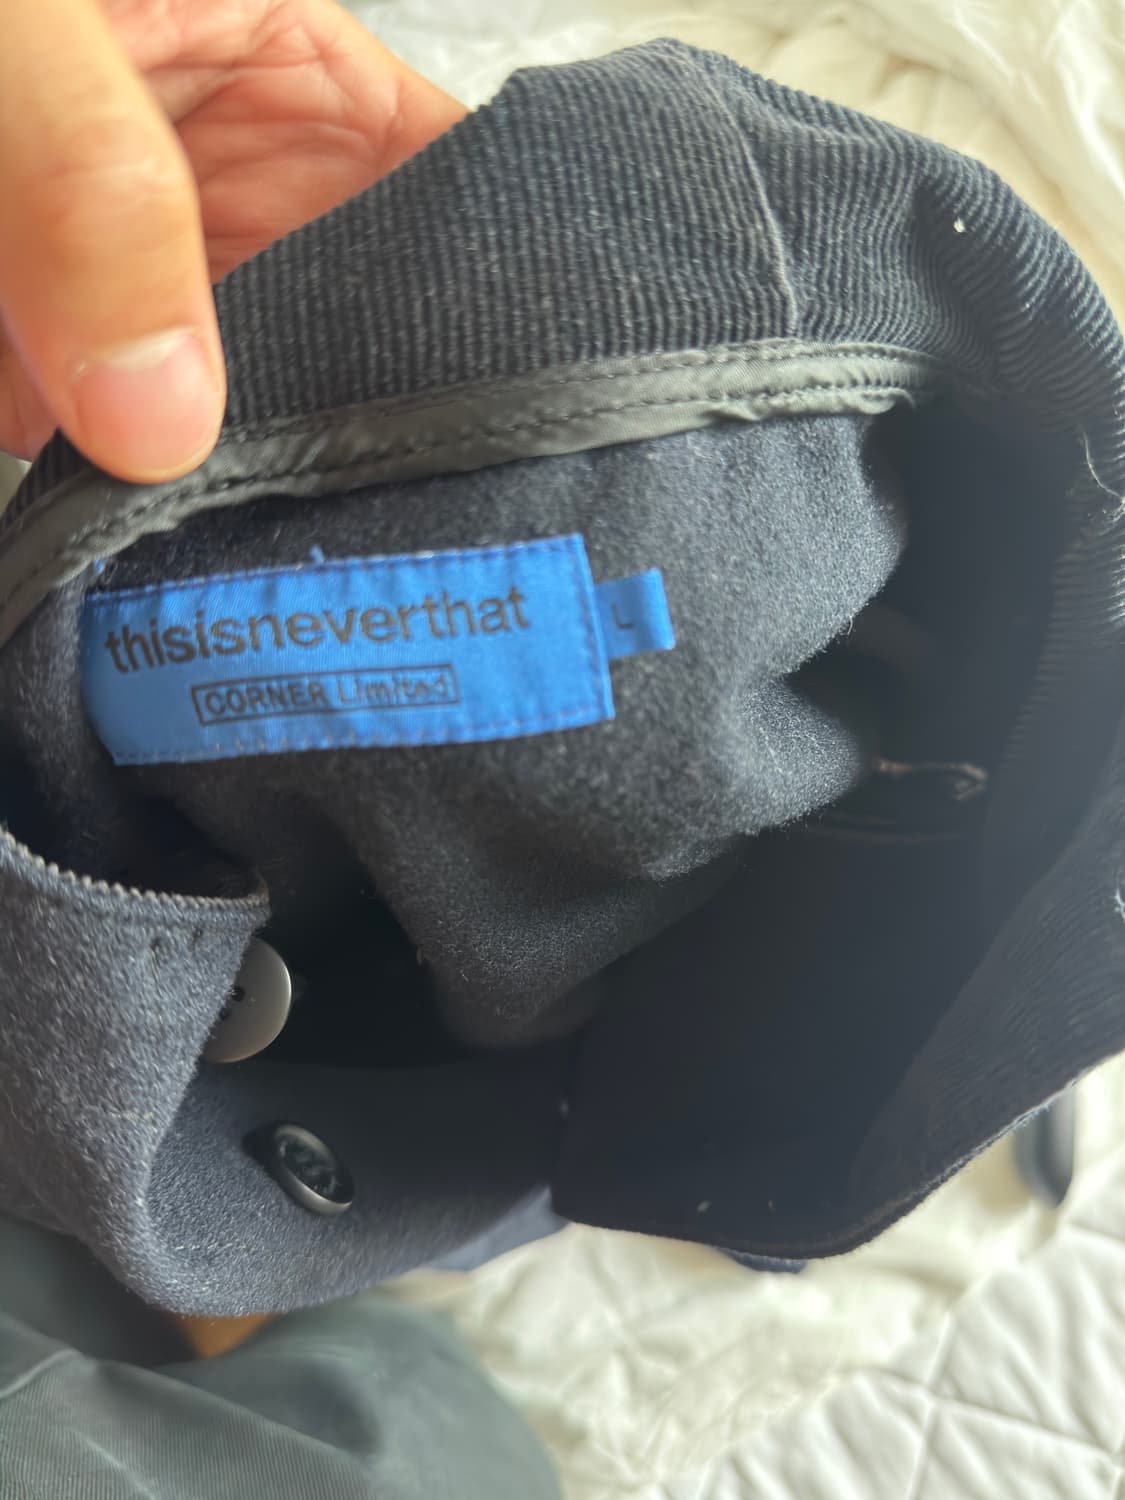 thisisneverthat
CORNER Limited
L